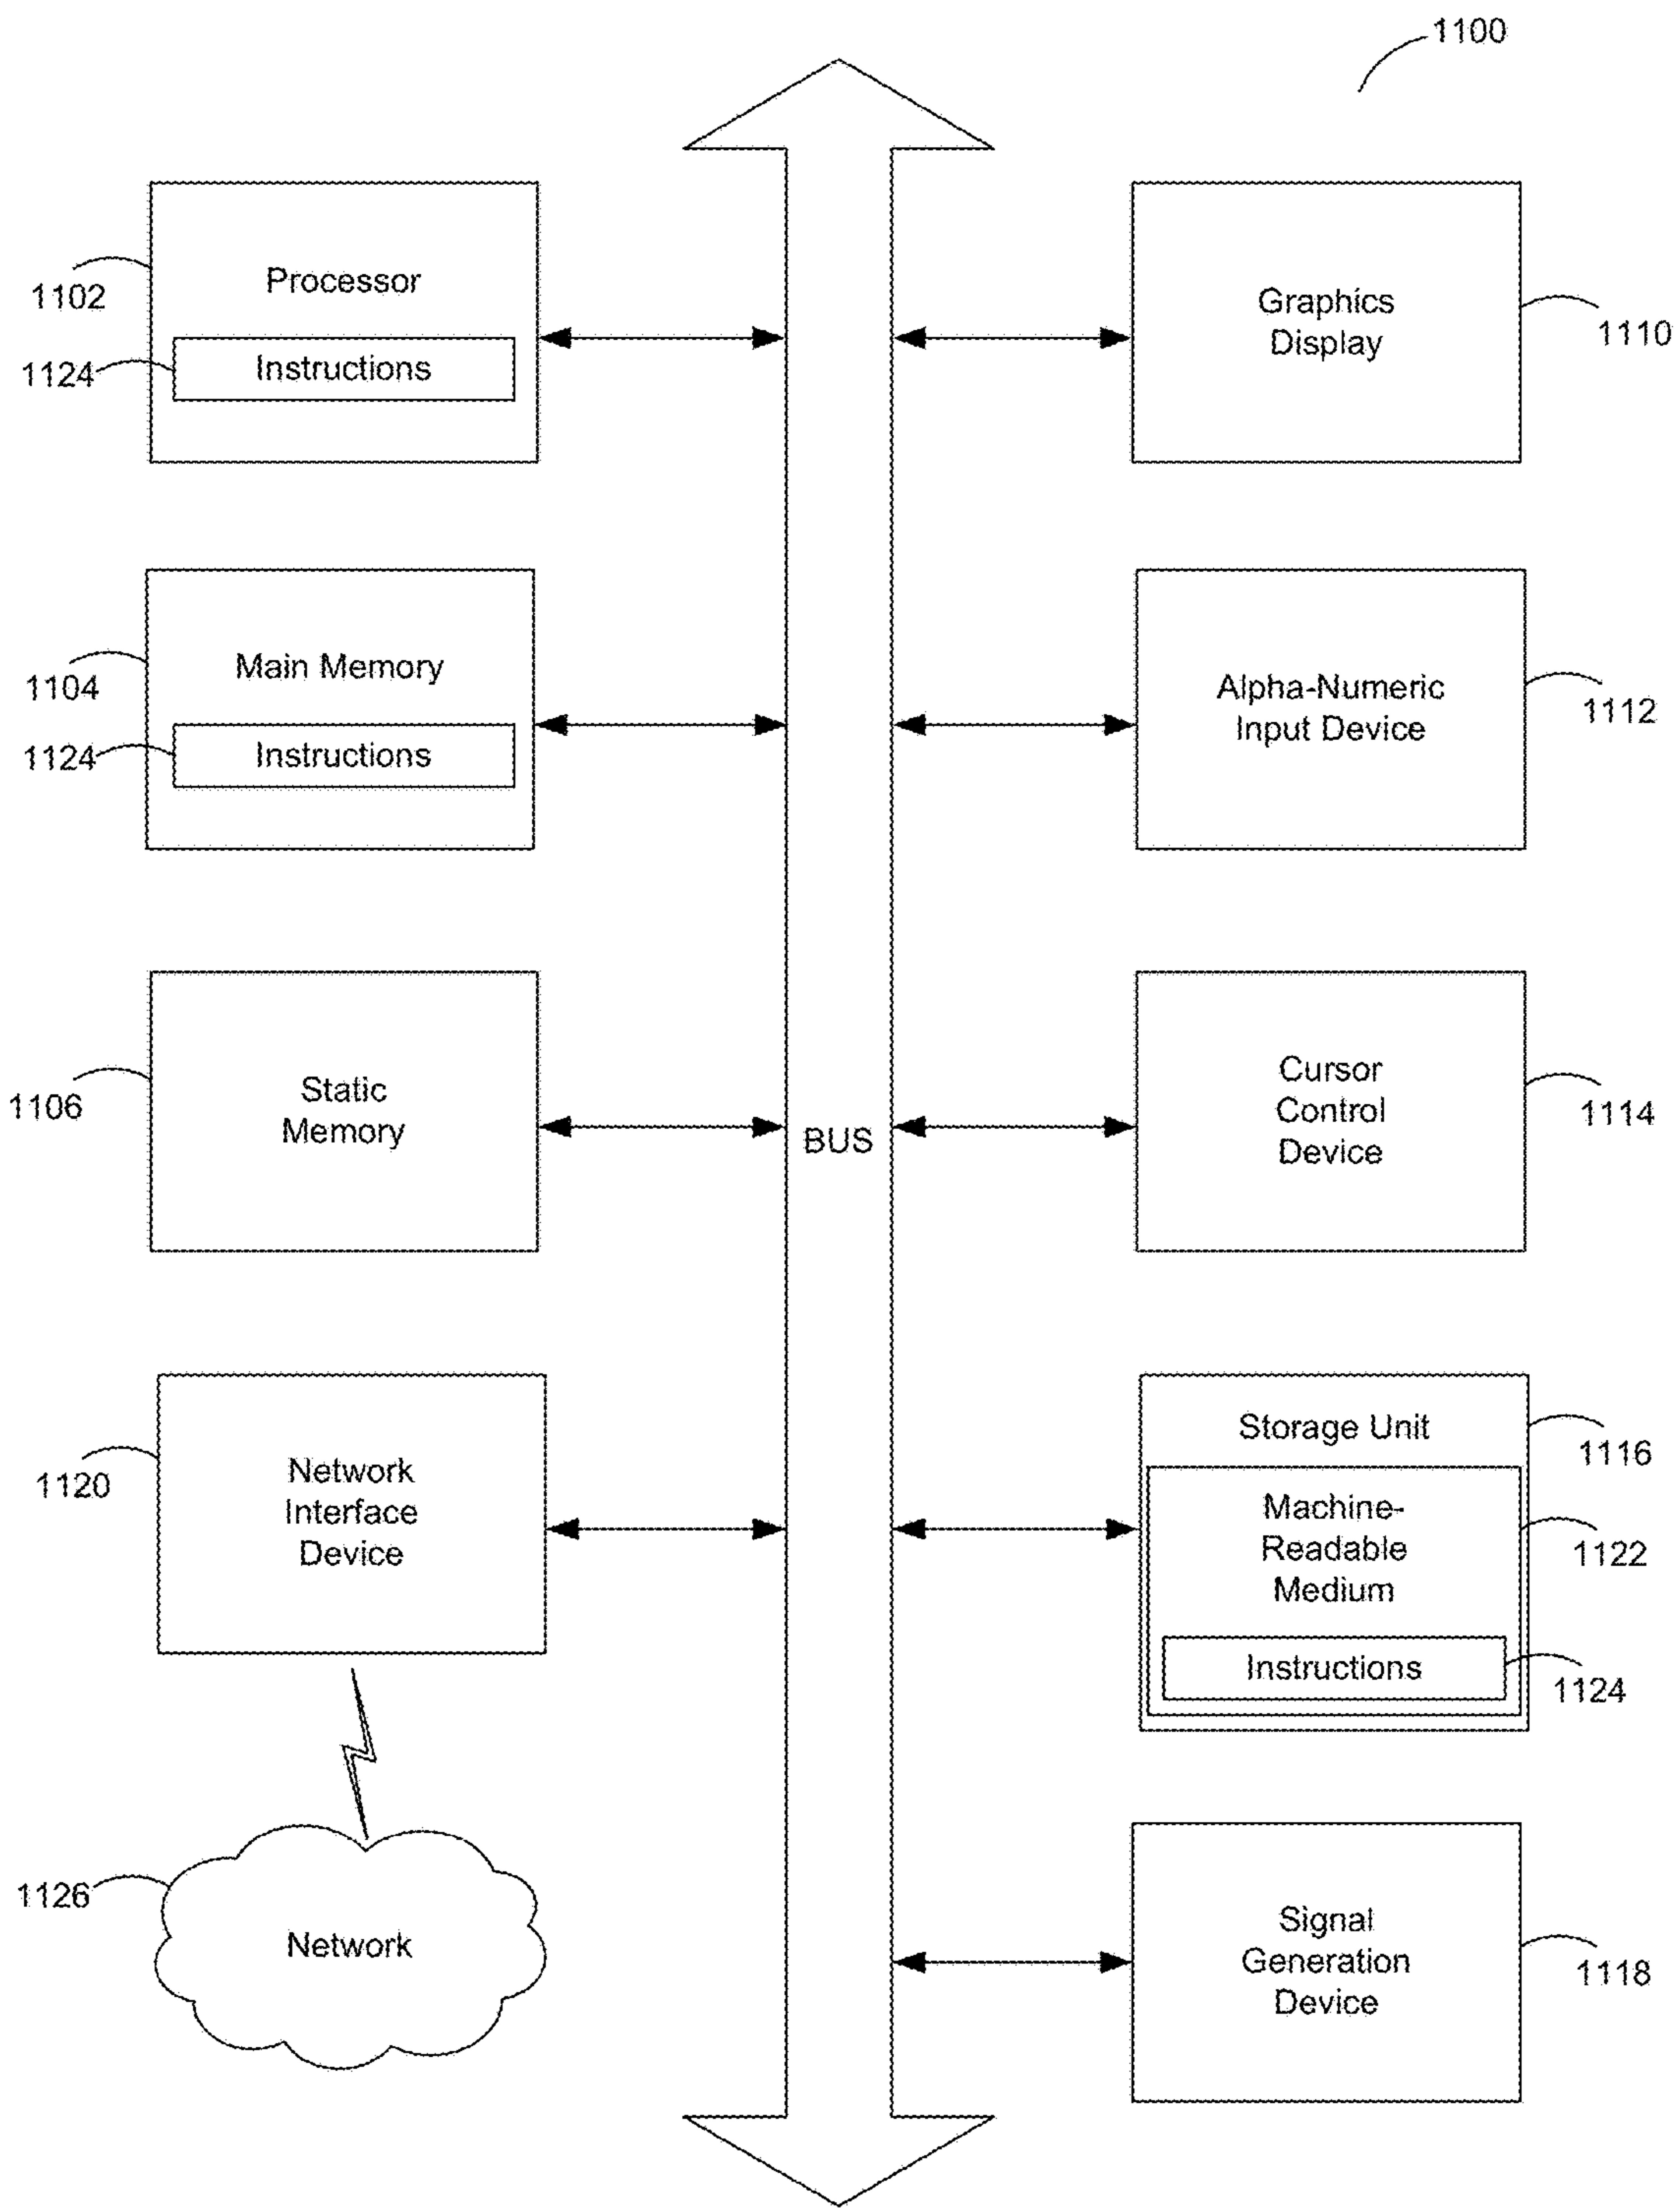 1100
Processor
1102
1124
Instructions
Graphics
Display
1110
Main Memory
1104
1124
Instructions
Alpha-Numeric
Input Device
1112
Static
Memory
1106
BUS
Cursor
Control
Device
1114
Network
Interface
Device
1120
Storage Unit
1116
Machine-
Readable
Medium
1122
Instructions
1124
1126
Network
Signal
Generation
Device
1118